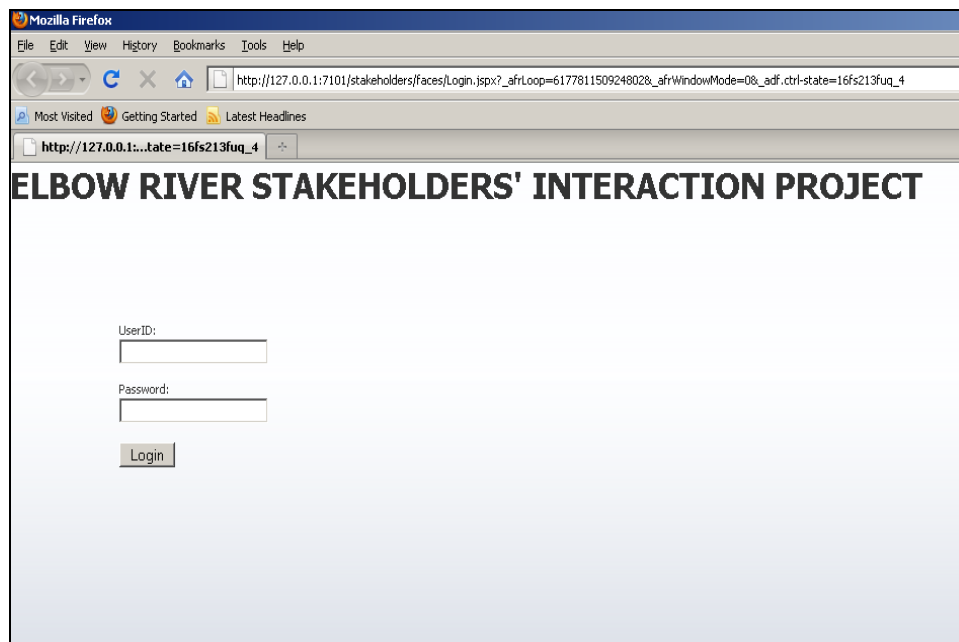 Mozilla Firefox
File Edit View History Bookmarks Tools Help
http://127.0.0.1:7101/stakeholders/faces/Login.jspx?_afrLoop=6177811509248028&_afrWindowMode=0&_adf.ctrl-state=16fs213fuq_4
Most Visited Getting Started Latest Headlines
http://127.0.0.1:...tate=16fs213fuq_4
ELBOW RIVER STAKEHOLDERS' INTERACTION PROJECT
UserID:
Password:
Login